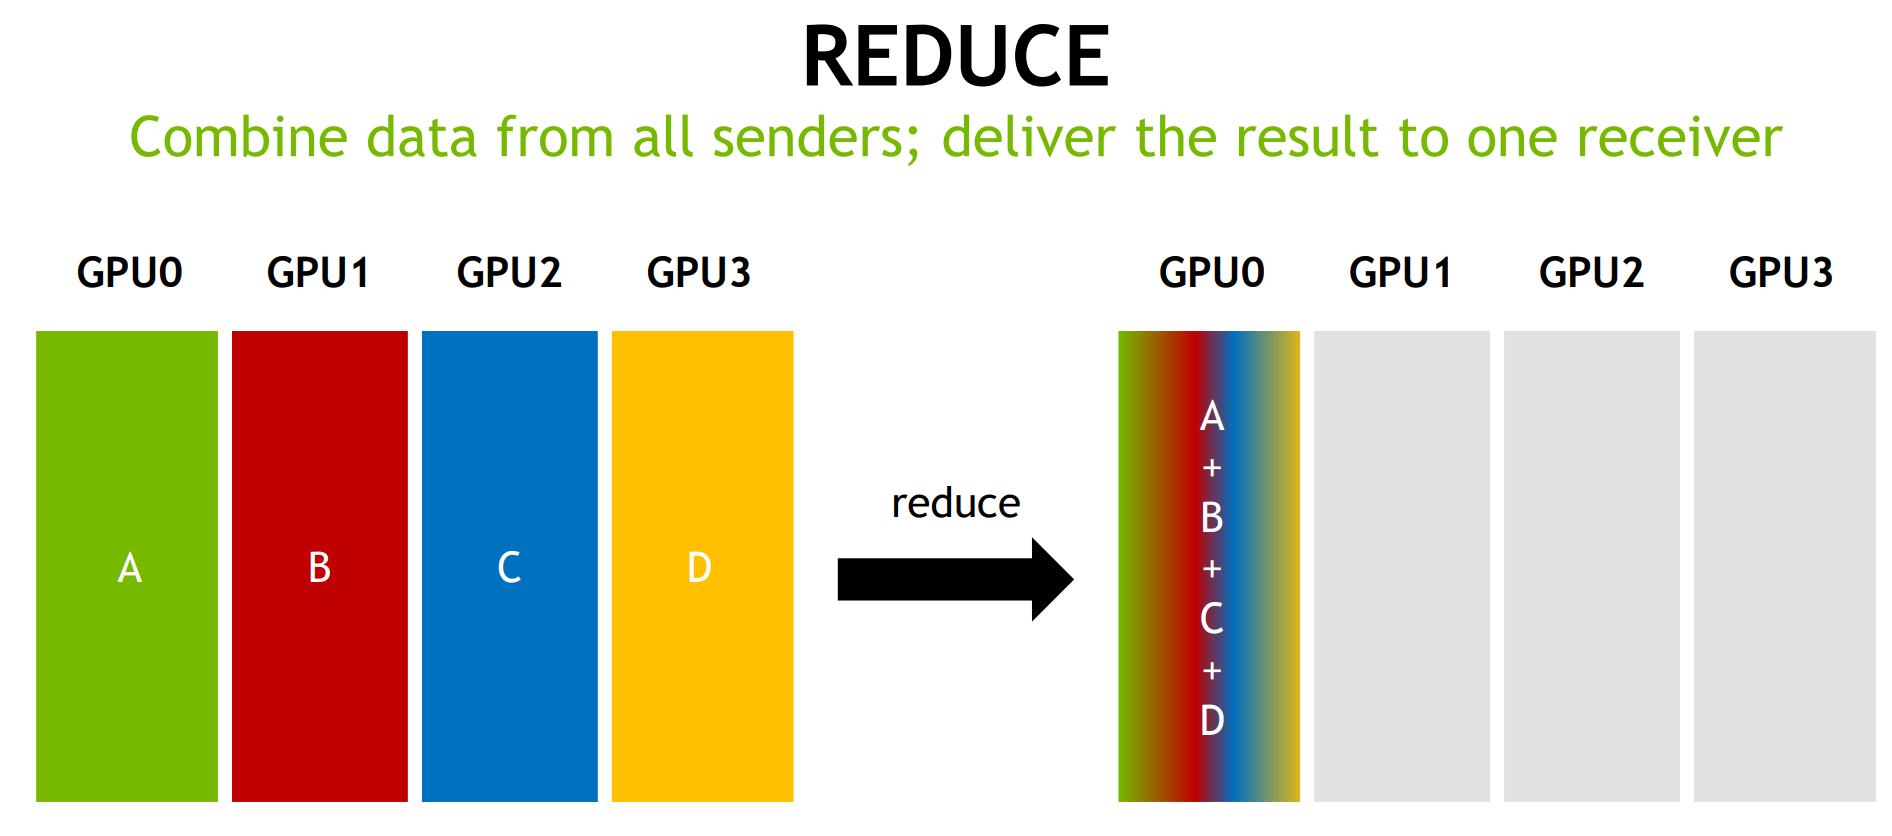 REDUCE
Combine data from all senders; deliver the result to one receiver
GPU0 GPU1 GPU2 GPU3
A B C D
reduce
GPU0 GPU1 GPU2 GPU3
A
+
B
+
C
+
D